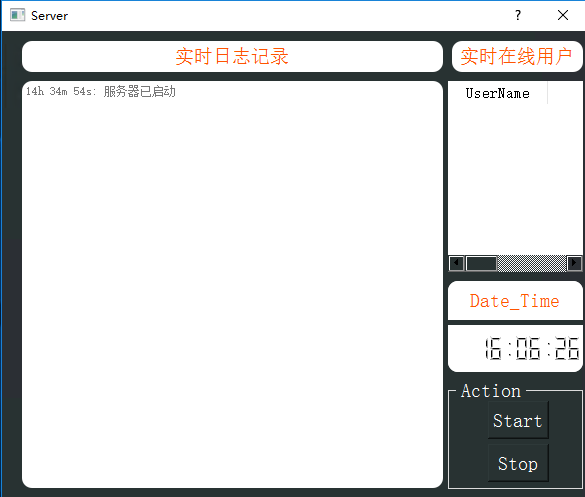 Server
?
实时日志记录
实时在线用户
14h 34m 54s: 服务器已启动
UserName
Date_Time
16:06:26
Action
Start
Stop